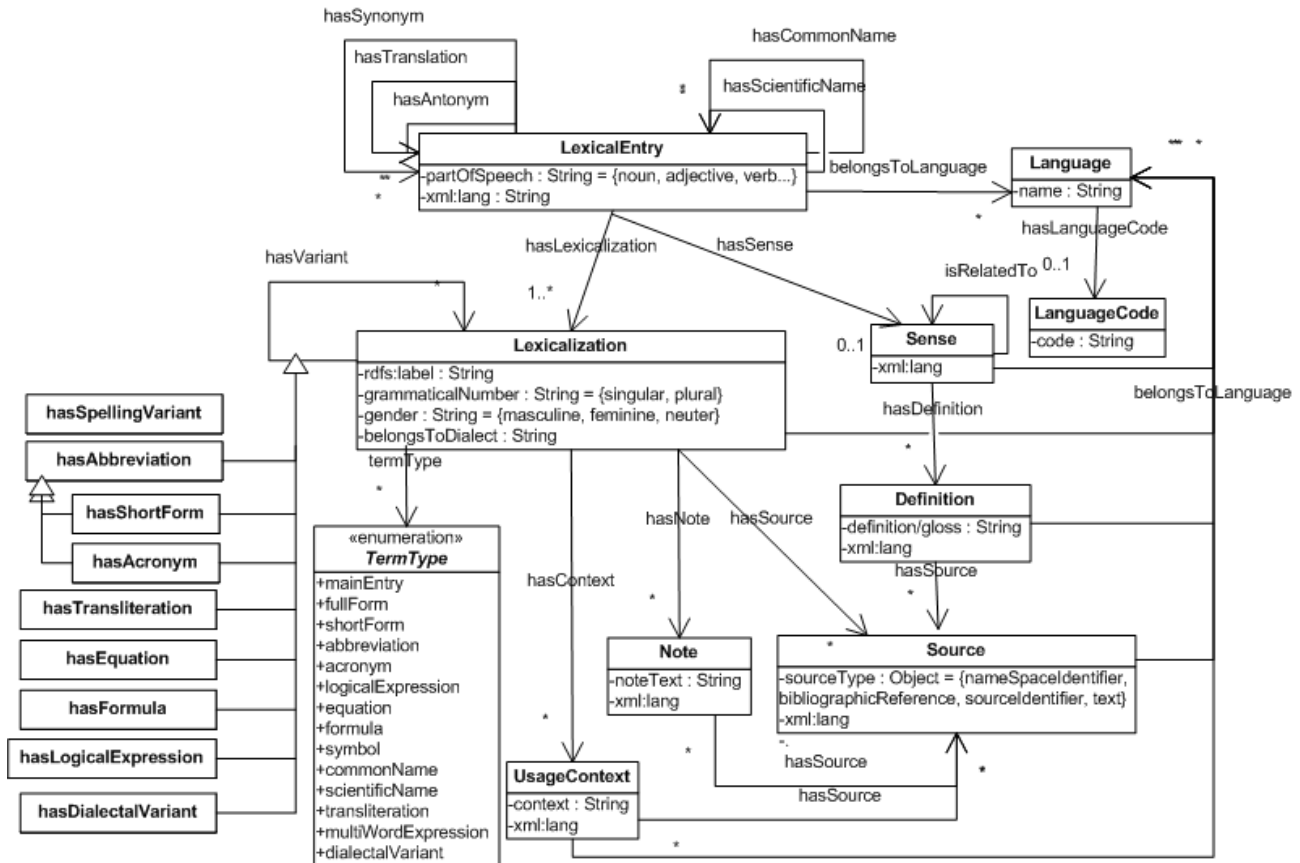 hasSynonym
hasTranslation
hasAntonym
hasCommonName
hasScientificName
**
LexicalEntry
-partOfSpeech : String = {noun, adjective, verb...}
-xml:lang : String
**
*
belongsToLanguage
*
*** *
Language
-name : String
hasLanguageCode
0..1
LanguageCode
-code : String
hasLexicalization
1..*
hasSense
isRelatedTo
0..1
Sense
-xml:lang
hasVariant
*
Lexicalization
-rdfs:label : String
-grammaticalNumber : String = {singular, plural}
-gender : String = {masculine, feminine, neuter}
-belongsToDialect : String
belongsToLanguage
hasDefinition
*
Definition
-definition/gloss : String
-xml:lang
hasSource
*
hasSpellingVariant
hasAbbreviation
hasShortForm
hasAcronym
hasTransliteration
hasEquation
hasFormula
hasLogicalExpression
hasDialectalVariant
termType
*
«enumeration»
TermType
+mainEntry
+fullForm
+shortForm
+abbreviation
+acronym
+logicalExpression
+equation
+formula
+symbol
+commonName
+scientificName
+transliteration
+multiWordExpression
+dialectalVariant
hasContext
*
hasNote
*
hasSource
*
Note
-noteText : String
-xml:lang
*
Source
-sourceType : Object = {nameSpaceIdentifier,
bibliographicReference, sourceIdentifier, text}
-xml:lang
-.
hasSource
*
hasSource
UsageContext
-context : String
-xml:lang
*
*